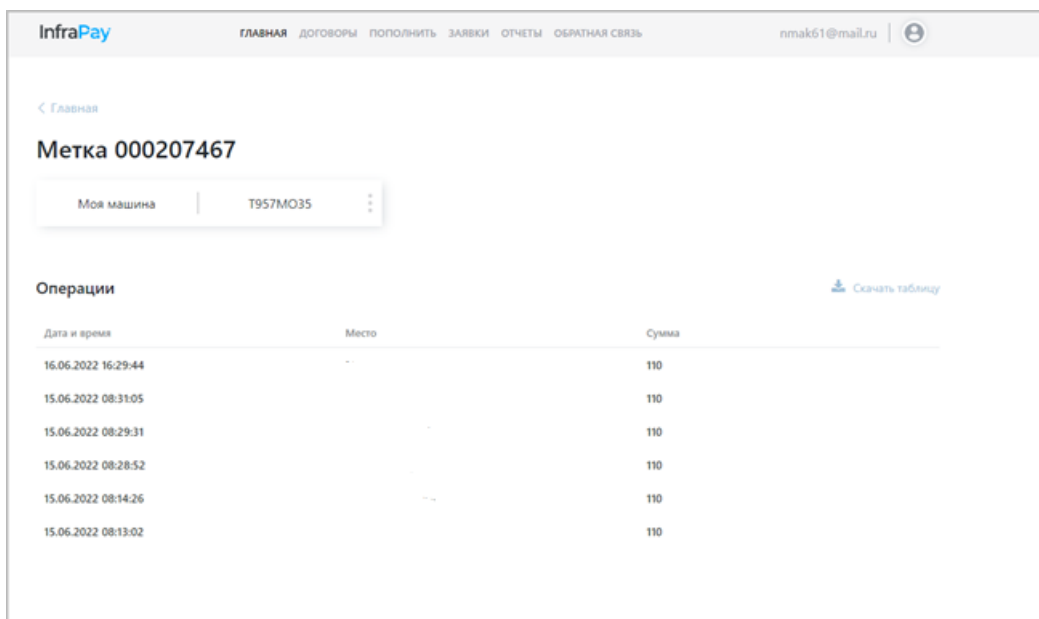 InfraPay ГЛАВНАЯ ДОГОВОРЫ ПОПОЛНИТЬ ЗАЯВКИ ОТЧЕТЫ ОБРАТНАЯ СВЯЗЬ nmak61@mail.ru
< Главная
Метка 000207467
Моя машина T957MO35
Операции Скачать таблицу
Дата и время Место Сумма
16.06.2022 16:29:44 110
15.06.2022 08:31:05 110
15.06.2022 08:29:31 110
15.06.2022 08:28:52 110
15.06.2022 08:14:26 110
15.06.2022 08:13:02 110